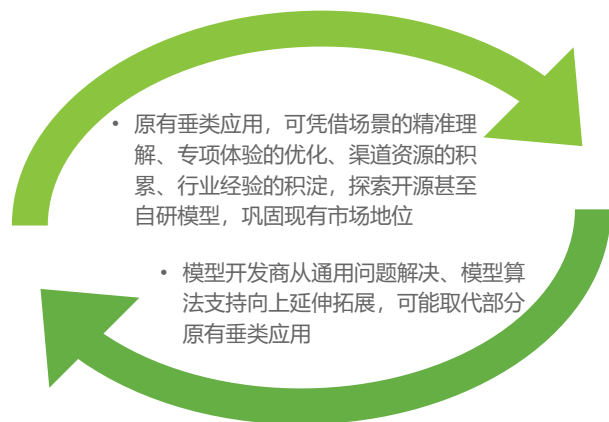 • 原有垂类应用，可凭借场景的精准理
解、专项体验的优化、渠道资源的积
累、行业经验的积淀，探索开源甚至
自研模型，巩固现有市场地位
• 模型开发商从通用问题解决、模型算
法支持向上延伸拓展，可能取代部分
原有垂类应用